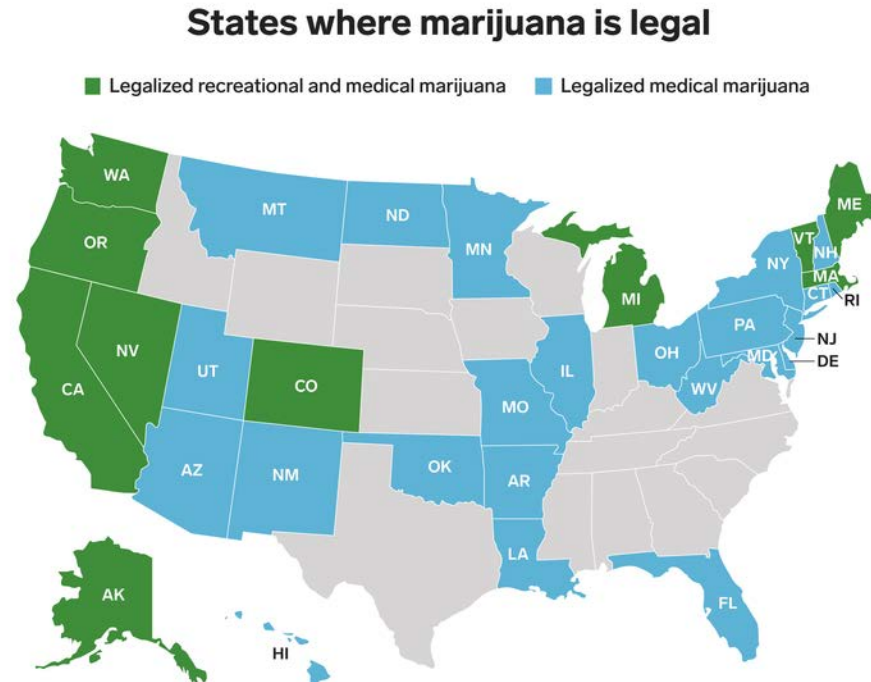 States where marijuana is legal
Legalized recreational and medical marijuana
Legalized medical marijuana
WA
MT
ND
MN
OR
ME
VT
NH
NY
MA
CT
RI
MI
NV
UT
CO
CA
IL
OH
PA
NJ
MD
DE
WV
MO
AZ
NM
OK
AR
LA
FL
AK
HI